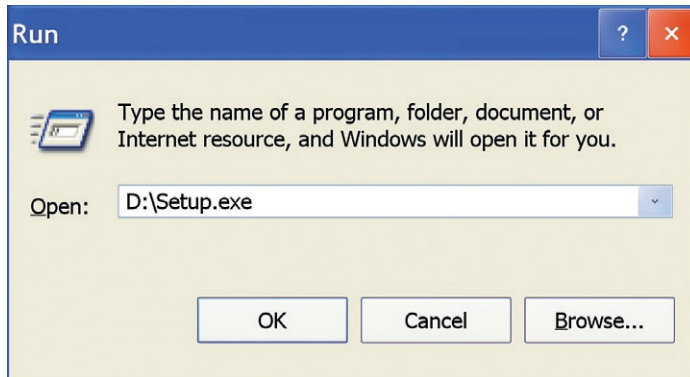 Run
?
Type the name of a program, folder, document, or
Internet resource, and Windows will open it for you.
Open: D:\Setup.exe
OK Cancel Browse...